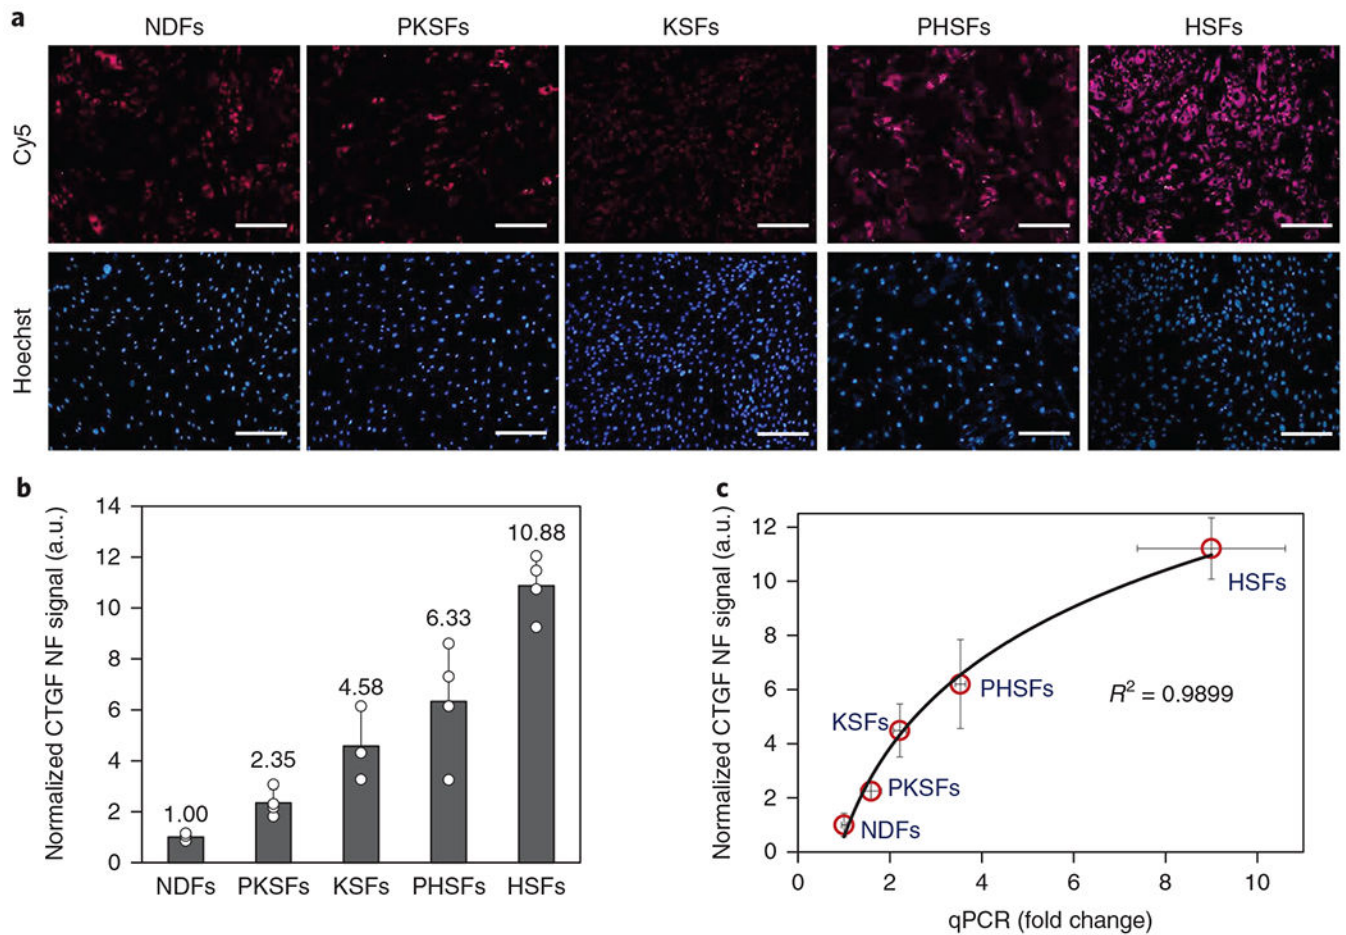 a
NDFs PKSFs KSFs PHSFs HSFs
Cy5
Hoechst
b
Normalized CTGF NF signal (a.u.)
14
12
10
8
6
4
2
0
1.00
2.35
4.58
6.33
10.88
NDFs PKSFs KSFs PHSFs HSFs
c
Normalized CTGF NF signal (a.u.)
12
10
8
6
4
2
0
HSFs
PHSFs
R² = 0.9899
KSFs
PKSFs
NDFs
0 2 4 6 8 10
qPCR (fold change)